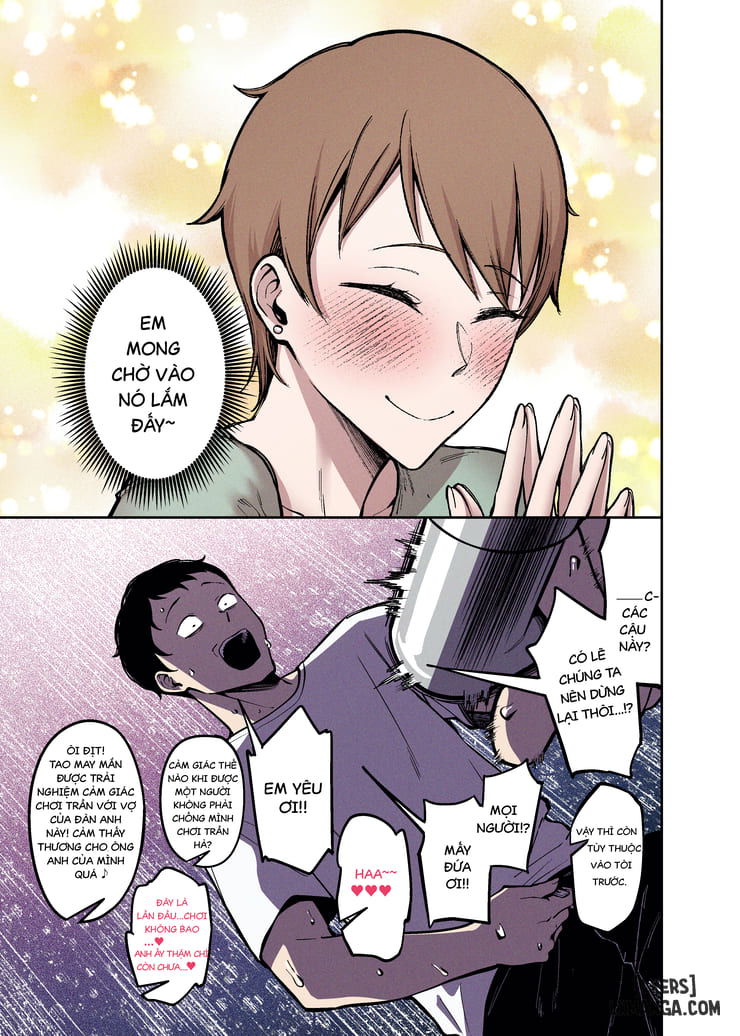 EM
MONG
CHỜ VÀO
NÓ LẮM
ĐẤY~
____C-
CÁC
CẬU NÀY?
CÓ LẼ
CHÚNG TA
NÊN DỪNG
LẠI THÔI...!?
VẬY THÌ CÒN
TÙY THUỘC
VÀO TÔI
TRƯỚC.
MỌI
NGƯỜI!?
MẤY
ĐỨA
ƠI!!
EM YÊU
ƠI!!
HAA~~
♥♥♥
CẢM GIÁC THẾ
NÀO KHI ĐƯỢC
MỘT NGƯỜI
KHÔNG PHẢI
CHỒNG MÌNH
CHƠI TRẦN
HẢ?
ÔI ĐỊT!
TAO MAY MẮN
ĐƯỢC TRẢI
NGHIỆM CẢM GIÁC
CHƠI TRẦN VỚI VỢ
CỦA ĐÀN ANH
NÀY! CẢM THẤY
THƯƠNG CHO ÔNG
ANH CỦA MÌNH
QUÁ ♪
ĐÂY LÀ
LẦN ĐẦU...CHƠI
KHÔNG BAO
...♥
ANH ẤY THẬM CHÍ
CÒN CHƯA...♥
ERS]
.COM